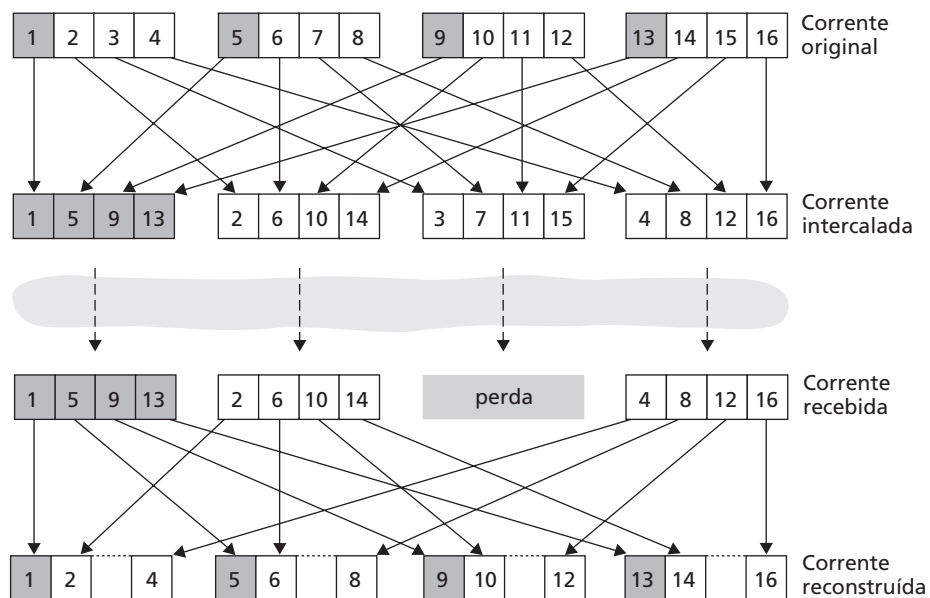 1 2 3 4 5 6 7 8 9 10 11 12 13 14 15 16
Corrente
original
1 5 9 13 2 6 10 14 3 7 11 15 4 8 12 16
Corrente
intercalada
1 5 9 13 2 6 10 14 perda 4 8 12 16
Corrente
recebida
1 2 4 5 6 8 9 10 12 13 14 16
Corrente
reconstruída